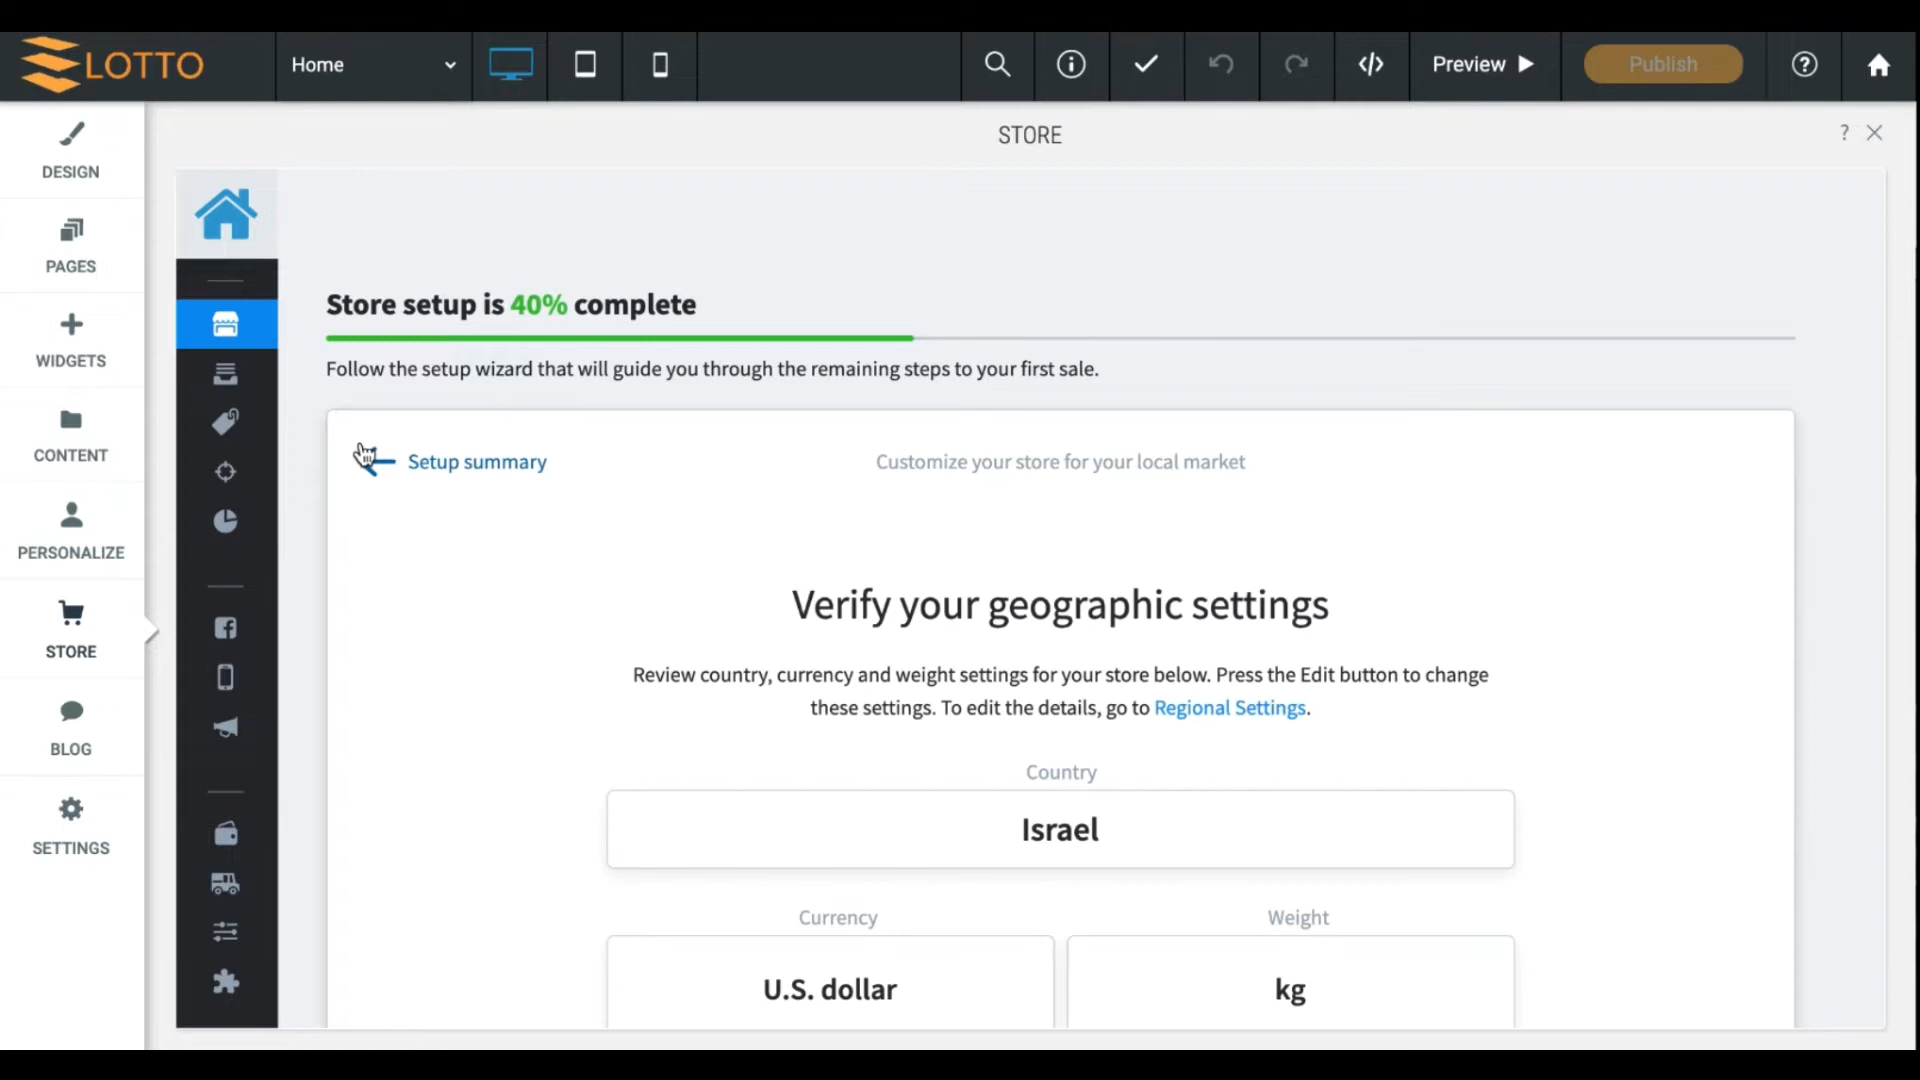 LOTTO
Home
Preview
Publish
DESIGN
PAGES
WIDGETS
CONTENT
PERSONALIZE
STORE
BLOG
SETTINGS
STORE
?
Store setup is 40% complete
Follow the setup wizard that will guide you through the remaining steps to your first sale.
Setup summary
Customize your store for your local market
Verify your geographic settings
Review country, currency and weight settings for your store below. Press the Edit button to change
these settings. To edit the details, go to Regional Settings.
Country
Israel
Currency
Weight
U.S. dollar
kg